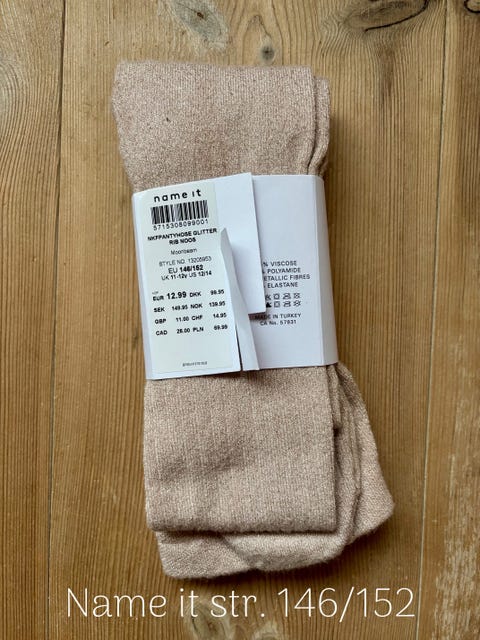 name it
5715308099001
NKFPANTYHOSE GLITTER
RIB NOOS
Moonbeam
STYLE NO. 13205953
EU 146/152
UK 11-12y US 12/14
EUR 12.99 DKK 99.95
SEK 149.95 NOK 139.95
GBP 11.00 CHF 14.95
CAD 26.00 PLN 69.99
% VISCOSE
% POLYAMIDE
METALLIC FIBRES
ELASTANE
MADE IN TURKEY
CA No. 57831
Name it str. 146/152